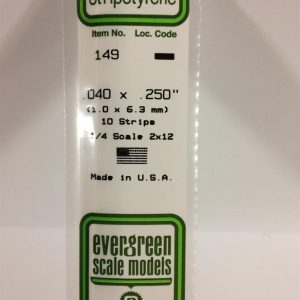 Item No. Loc. Code
149
.040 x .250"
(1.0 x 6.3 mm)
10 Strips
1/4 Scale 2x12
Made in U.S.A.
evergreen
scale models